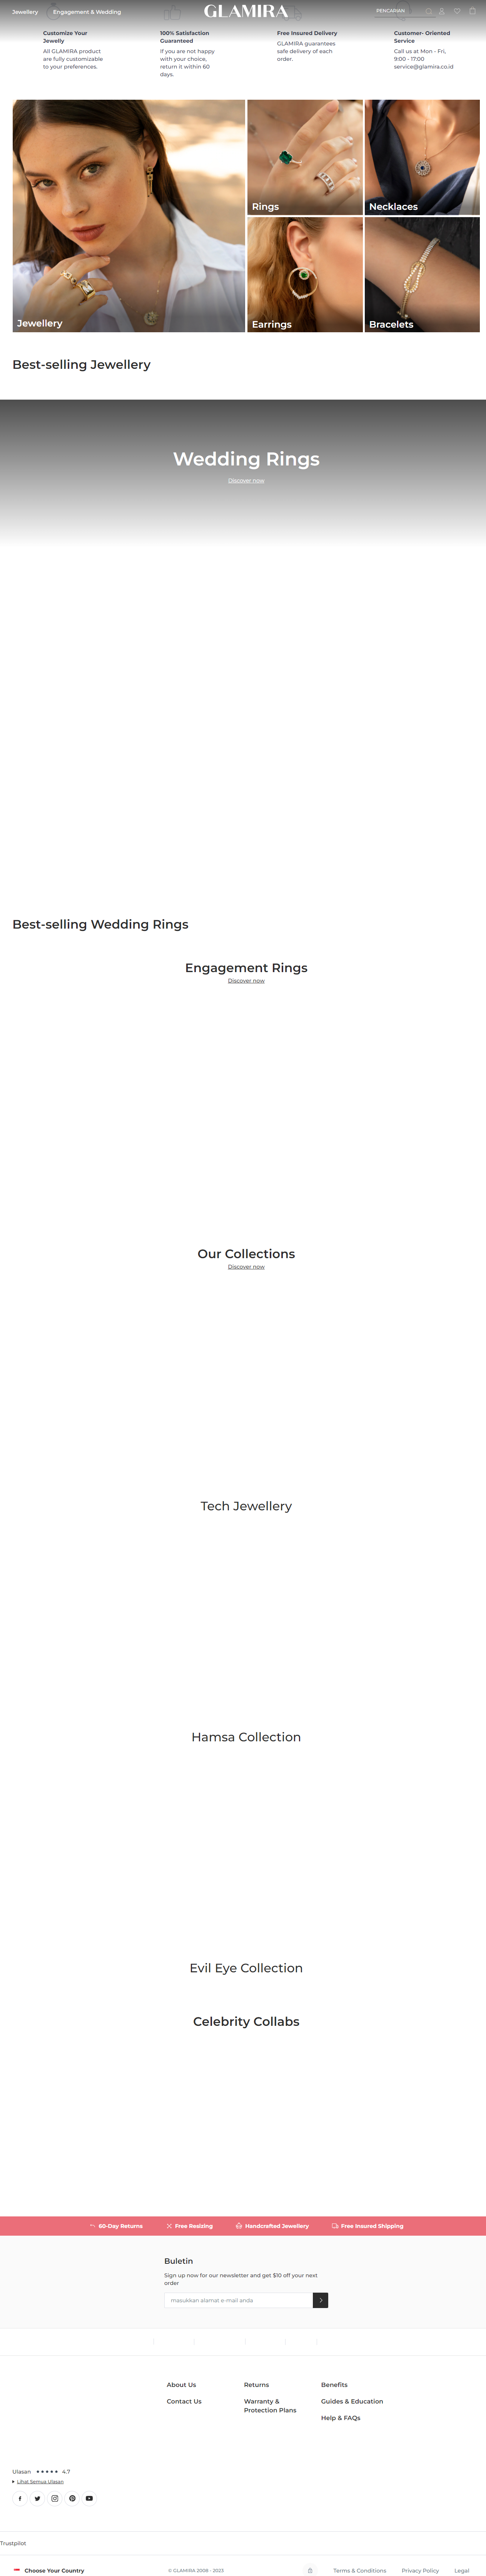 Jewellery
Engagement & Wedding
GLAMIRA
PENCARIAN
Customize Your
Jewelly
All GLAMIRA product
are fully customizable
to your preferences.
100% Satisfaction
Guaranteed
If you are not happy
with your choice,
return it within 60
days.
Free Insured Delivery
GLAMIRA guarantees
safe delivery of each
order.
Customer- Oriented
Service
Call us at Mon - Fri,
9:00 - 17:00
service@glamira.co.id
Jewellery
Rings
Necklaces
Earrings
Bracelets
Best-selling Jewellery
Wedding Rings
Discover now
Best-selling Wedding Rings
Engagement Rings
Discover now
Our Collections
Discover now
Tech Jewellery
Hamsa Collection
Evil Eye Collection
Celebrity Collabs
60-Day Returns
Free Resizing
Handcrafted Jewellery
Free Insured Shipping
Buletin
Sign up now for our newsletter and get $10 off your next
order
masukkan alamat e-mail anda
About Us
Contact Us
Returns
Warranty &
Protection Plans
Benefits
Guides & Education
Help & FAQs
Ulasan ★★★★★ 4.7
Lihat Semua Ulasan
Trustpilot
Choose Your Country
© GLAMIRA 2008 - 2023
Terms & Conditions
Privacy Policy
Legal